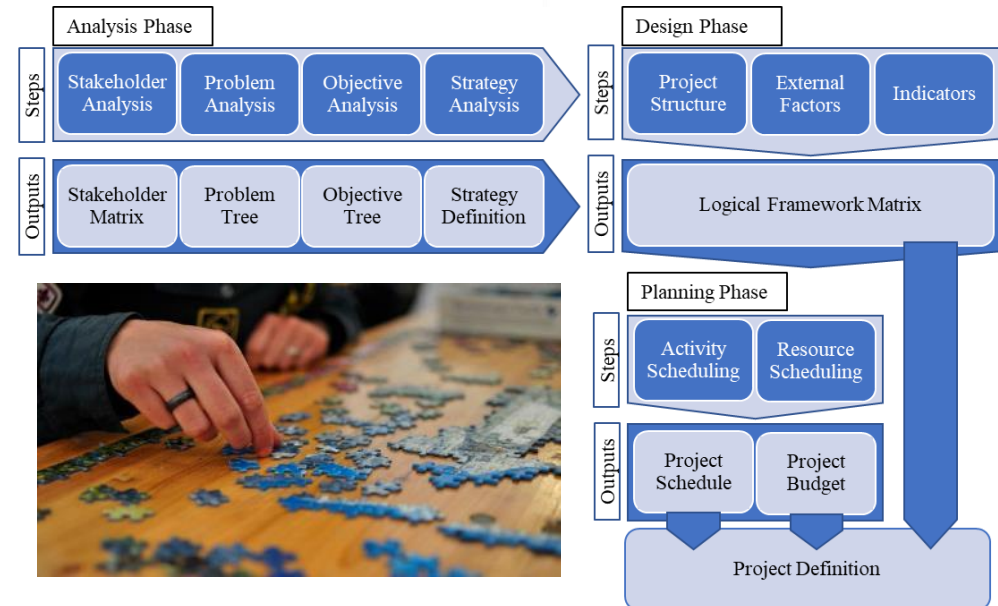 Analysis Phase
Steps
Stakeholder
Analysis
Problem
Analysis
Objective
Analysis
Strategy
Analysis
Outputs
Stakeholder
Matrix
Problem
Tree
Objective
Tree
Strategy
Definition
Design Phase
Steps
Project
Structure
External
Factors
Indicators
Outputs
Logical Framework Matrix
Planning Phase
Steps
Activity
Scheduling
Resource
Scheduling
Outputs
Project
Schedule
Project
Budget
Project Definition